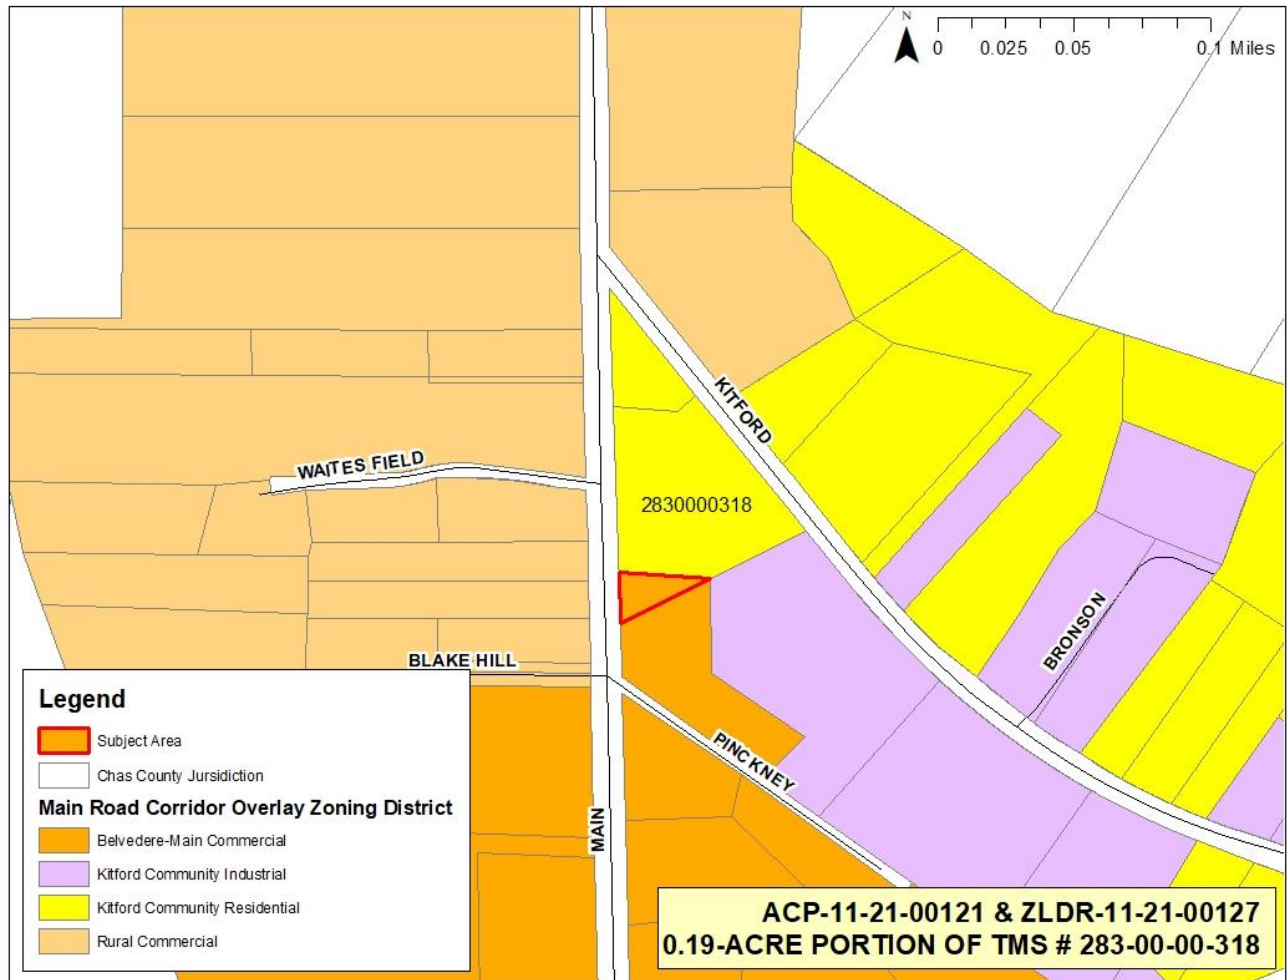 N
0 0.025 0.05 0.1 Miles
KITFORD
WAITES FIELD
2830000318
BRONSON
BLAKE HILL
PINCKNEY
MAIN
Legend
Subject Area
Chas County Jursidiction
Main Road Corridor Overlay Zoning District
Belvedere-Main Commercial
Kitford Community Industrial
Kitford Community Residential
Rural Commercial
ACP-11-21-00121 & ZLDR-11-21-00127
0.19-ACRE PORTION OF TMS # 283-00-00-318